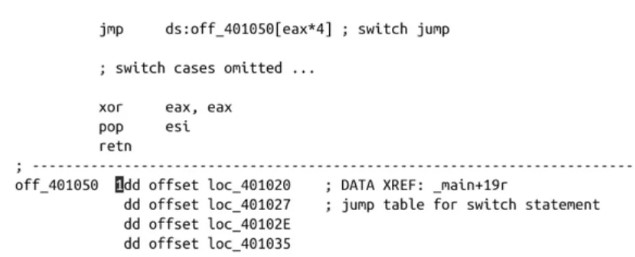 jmp ds:off_401050[eax*4] ; switch jump
; switch cases omitted ...
xor eax, eax
pop esi
retn
; ---------------------------------------------------------------------------
off_401050 1dd offset loc_401020 ; DATA XREF: _main+19r
dd offset loc_401027 ; jump table for switch statement
dd offset loc_40102E
dd offset loc_401035